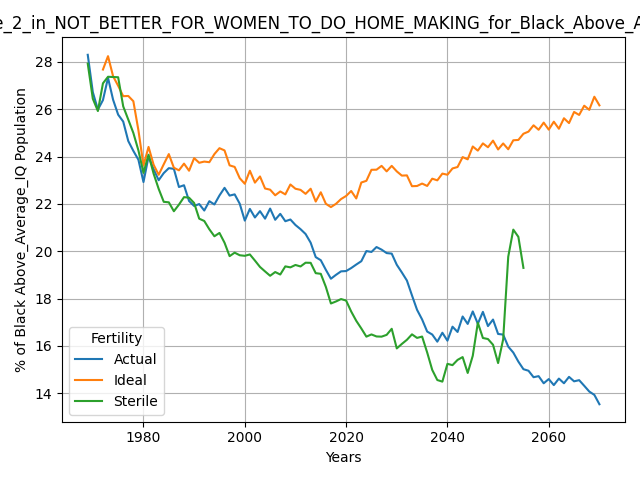 e_2_in_NOT_BETTER_FOR_WOMEN_TO_DO_HOME_MAKING_for_Black_Above_A
% of Black Above_Average_IQ Population
28
26
24
22
20
18
16
14
Fertility
Actual
Ideal
Sterile
1980
2000
2020
2040
2060
Years